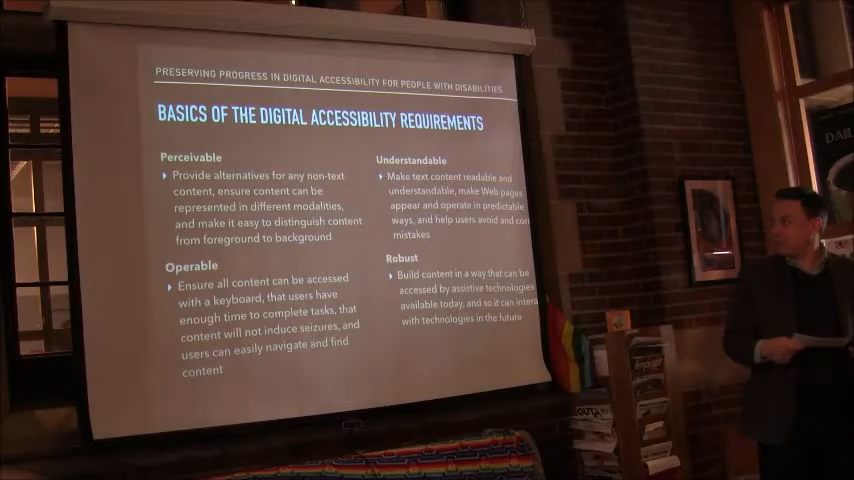 PRESERVING PROGRESS IN DIGITAL ACCESSIBILITY FOR PEOPLE WITH DISABILITIES
BASICS OF THE DIGITAL ACCESSIBILITY REQUIREMENTS
Perceivable
Provide alternatives for any non-text
content, ensure content can be
represented in different modalities,
and make it easy to distinguish content
from foreground to background
Operable
Ensure all content can be accessed
with a keyboard, that users have
enough time to complete tasks, that
content will not induce seizures, and
users can easily navigate and find
content
Understandable
Make text content readable and
understandable, make Web pages
appear and operate in predictable
ways, and help users avoid and cor
mistakes
Robust
Build content in a way that can be
accessed by assistive technologies
available today, and so it can intera
with technologies in the future
DAIL
OUT